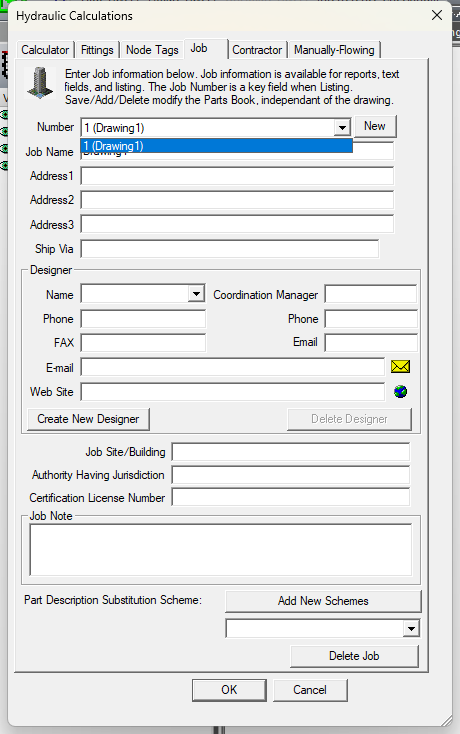 Hydraulic Calculations
Calculator Fittings Node Tags Job Contractor Manually-Flowing
Enter Job information below. Job information is available for reports, text
fields, and listing. The Job Number is a key field when Listing.
Save/Add/Delete modify the Parts Book, independant of the drawing.
Number 1 (Drawing1) New
1 (Drawing1)
Job Name Drawing1
Address1
Address2
Address3
Ship Via
Designer
Name Coordination Manager
Phone Phone
FAX Email
E-mail
Web Site
Create New Designer Delete Designer
Job Site/Building
Authority Having Jurisdiction
Certification License Number
Job Note
Part Description Substitution Scheme: Add New Schemes
Delete Job
OK Cancel